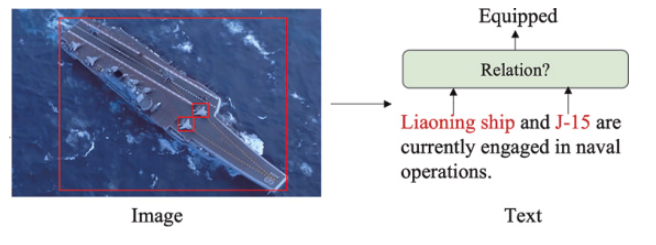 Equipped
Relation?
Liaoning ship and J-15 are
currently engaged in naval
operations.
Image
Text